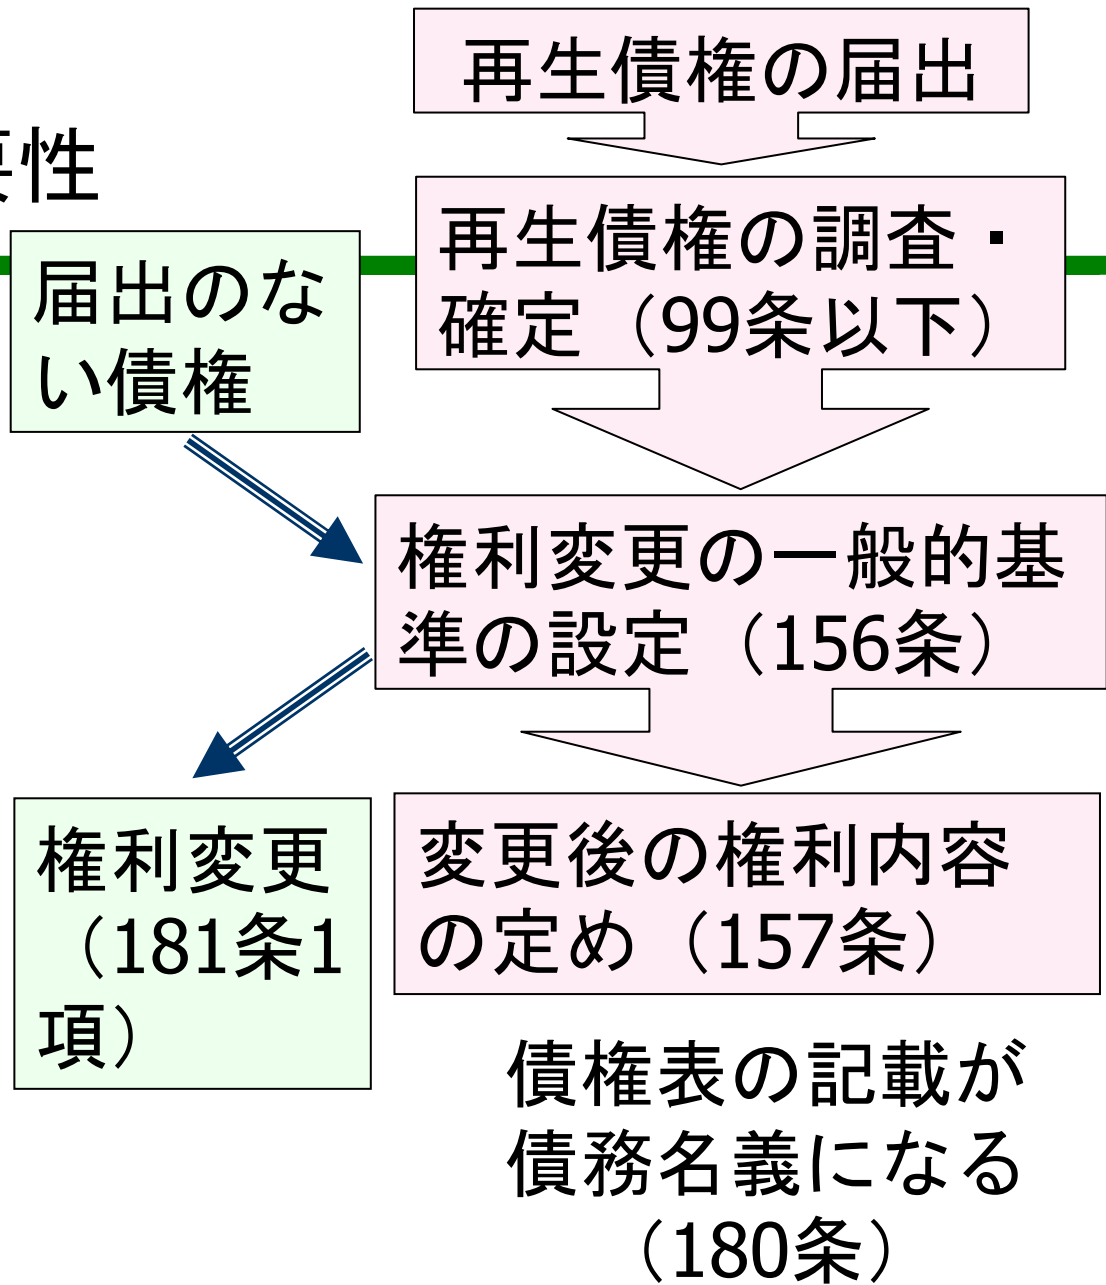 再生債権の届出
要性
再生債権の調査・
確定（99条以下）
届出のな
い債権
権利変更の一般的基
準の設定（156条）
権利変更
（181条1
項）
変更後の権利内容
の定め（157条）
債権表の記載が
債務名義になる
（180条）